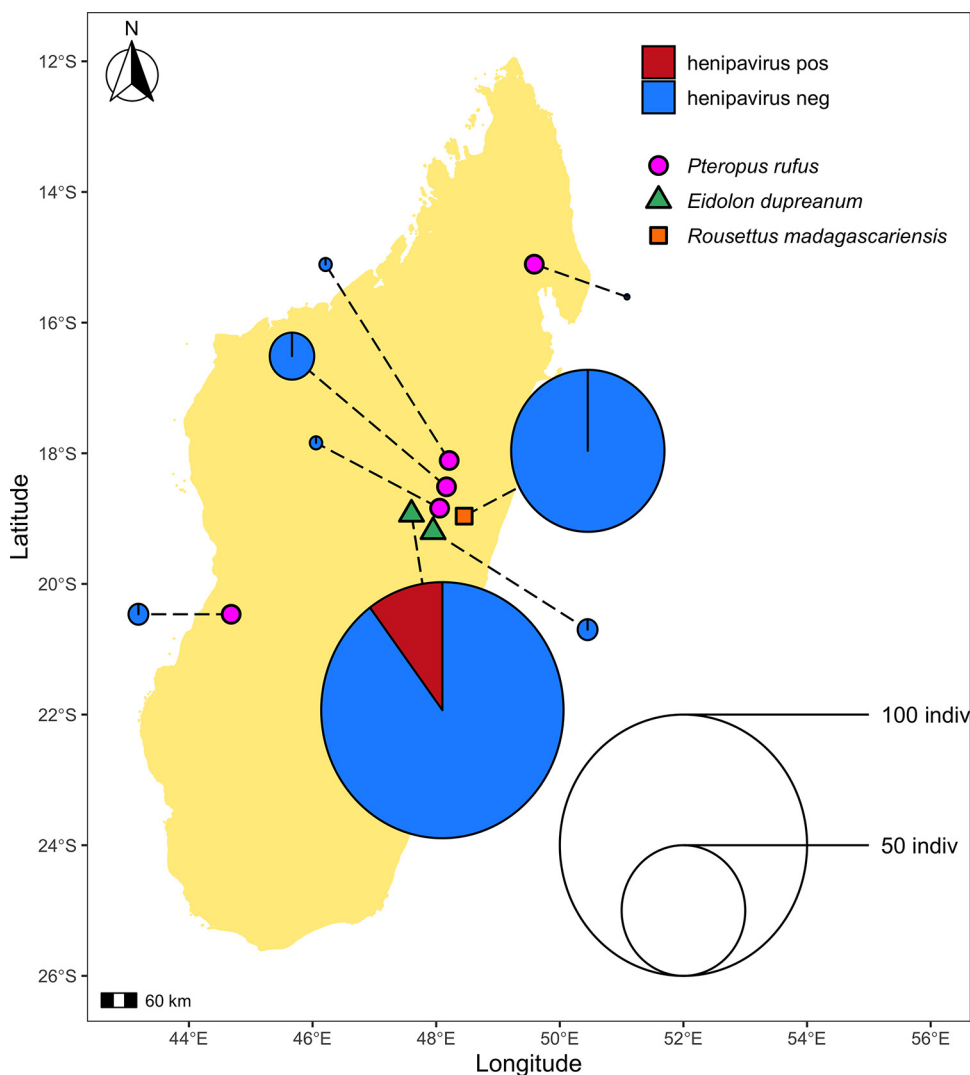 N
henipavirus pos
henipavirus neg
Pteropus rufus
Eidolon dupreanum
Rousettus madagascariensis
12°S
14°S
16°S
18°S
20°S
22°S
24°S
26°S
Latitude
100 indiv
50 indiv
60 km
44°E
46°E
48°E
50°E
52°E
54°E
56°E
Longitude